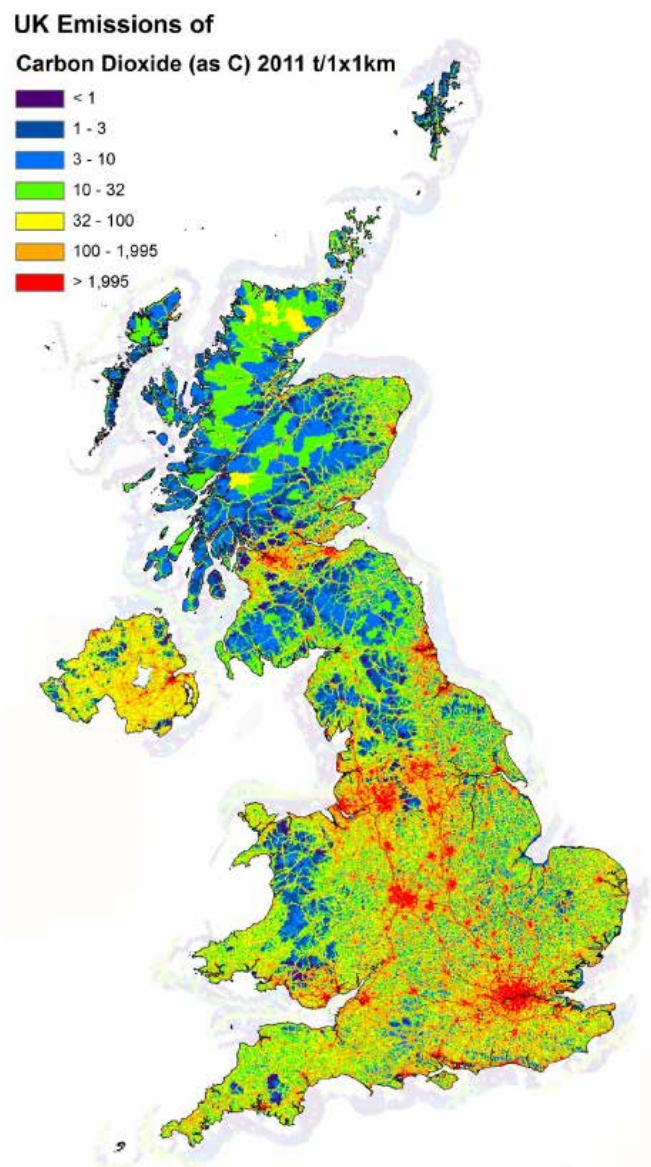 UK Emissions of
Carbon Dioxide (as C) 2011 t/1x1km
< 1
1 - 3
3 - 10
10 - 32
32 - 100
100 - 1,995
> 1,995